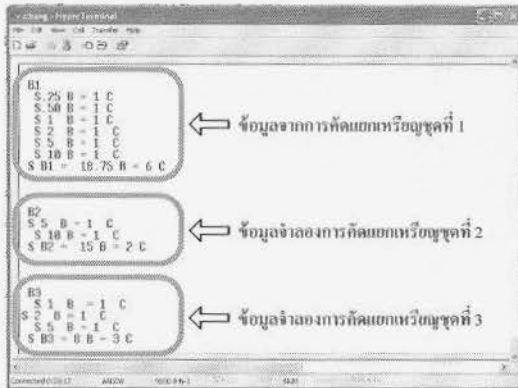 v.chang - HyperTerminal
File Edit View Call Transfer Help
B1
S.25 B = 1 C
S.50 B = 1 C
S 1 B = 1 C
S 2 B = 1 C
S 5 B = 1 C
S 10 B = 1 C
S B1 = 18.75 B = 6 C
ข้อมูลจากการคัดแยกเหรียญชุดที่ 1
B2
S 5 B = 1 C
S 10 B = 1 C
S B2 = 15 B = 2 C
ข้อมูลจำลองการคัดแยกเหรียญชุดที่ 2
B3
S 1 B = 1 C
S 2 B = 1 C
S 5 B = 1 C
S B3 = 8 B = 3 C
ข้อมูลจำลองการคัดแยกเหรียญชุดที่ 3
Connected